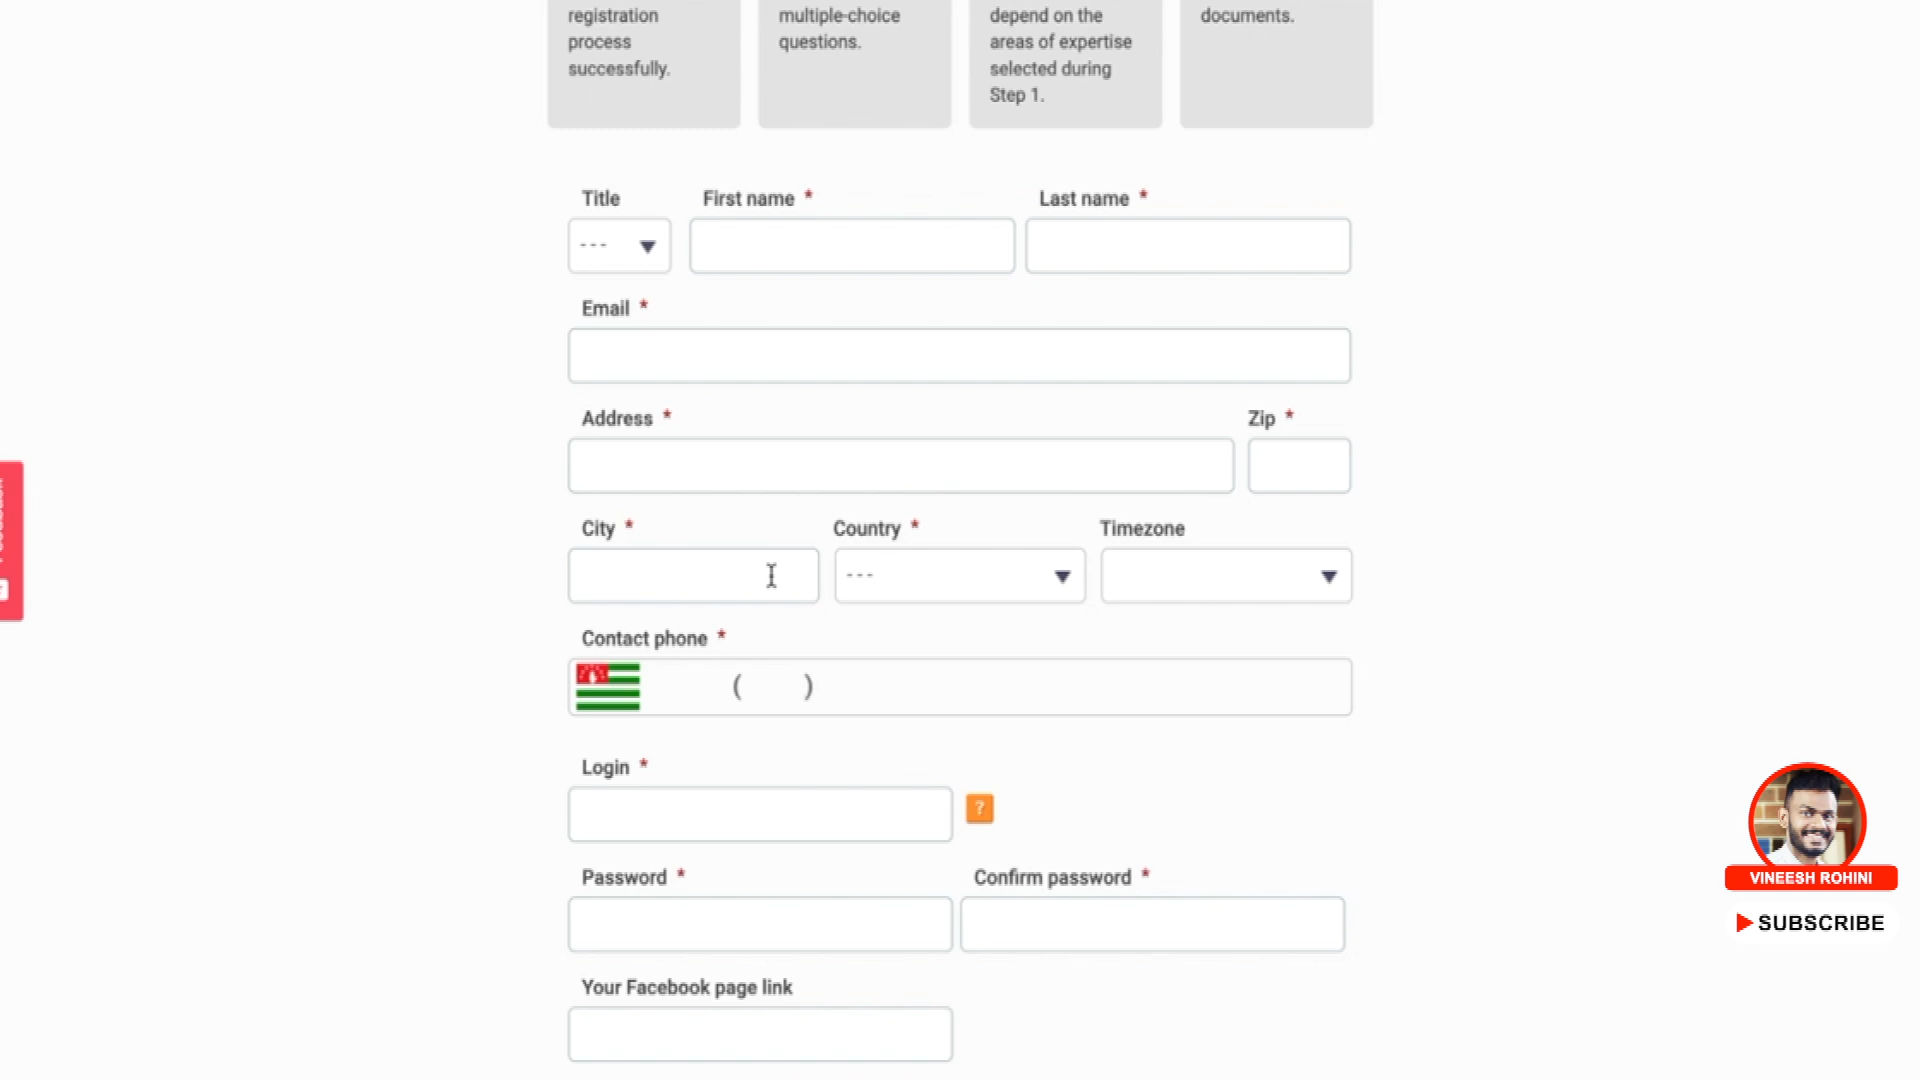 registration
process
successfully.
multiple-choice
questions.
depend on the
areas of expertise
selected during
Step 1.
documents.
Title
First name *
Last name *
---
Email *
Address *
Zip *
City *
Country *
Timezone
---
Contact phone *
( )
Login *
?
Password *
Confirm password *
Your Facebook page link
VINEESH ROHINI
SUBSCRIBE